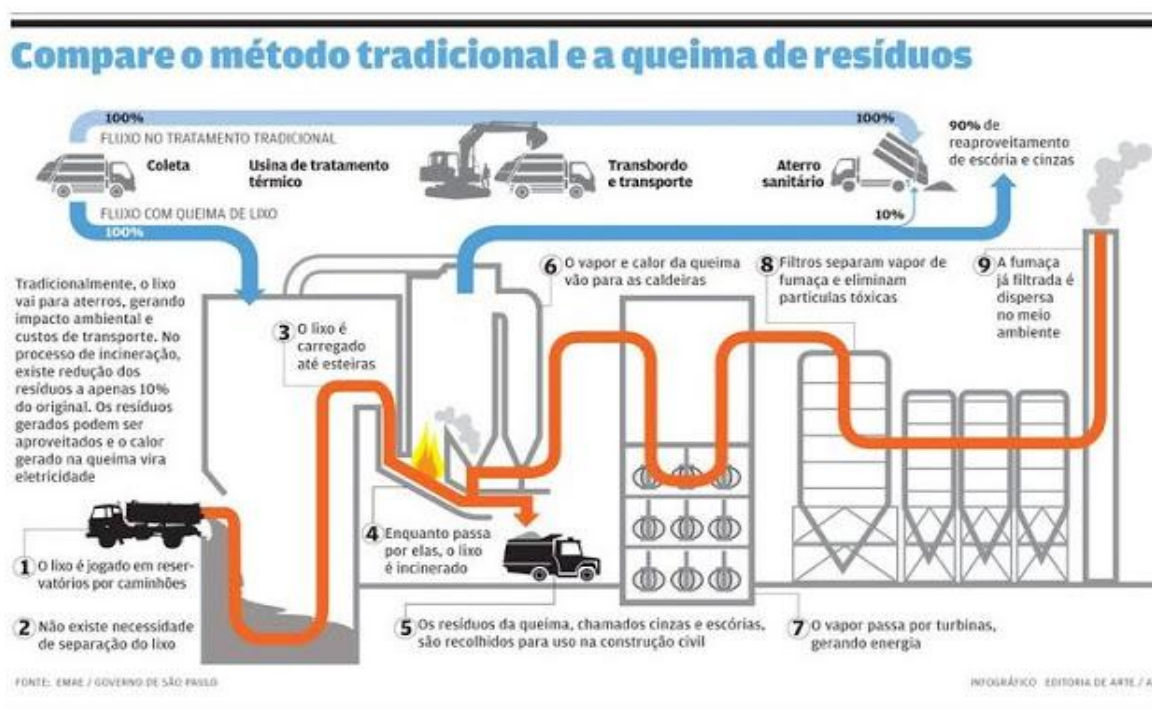 Compare o método tradicional e a queima de resíduos
100%
100%
FLUXO NO TRATAMENTO TRADICIONAL
Coleta
Usina de tratamento
térmico
Transbordo
e transporte
Aterro
sanitário
90% de
reaproveitamento
de escória e cinzas
FLUXO COM QUEIMA DE LIXO
100%
10%
Tradicionalmente, o lixo
vai para aterros, gerando
impacto ambiental e
custos de transporte. No
processo de incineração,
existe redução dos
resíduos a apenas 10%
do original. Os resíduos
gerados podem ser
aproveitados e o calor
gerado na queima vira
eletricidade
1 O lixo é jogado em reser-
vatórios por caminhões
2 Não existe necessidade
de separação do lixo
3 O lixo é
carregado
até esteiras
4 Enquanto passa
por elas, o lixo
é incinerado
5 Os resíduos da queima, chamados cinzas e escórias,
são recolhidos para uso na construção civil
6 O vapor e calor da queima
vão para as caldeiras
7 O vapor passa por turbinas,
gerando energia
8 Filtros separam vapor de
fumaça e eliminam
partículas tóxicas
9 A fumaça
já filtrada é
dispersa
no meio
ambiente
FONTE: EMAE / GOVERNO DE SÃO PAULO
INFOGRÁFICO EDITORIA DE ARTE / A